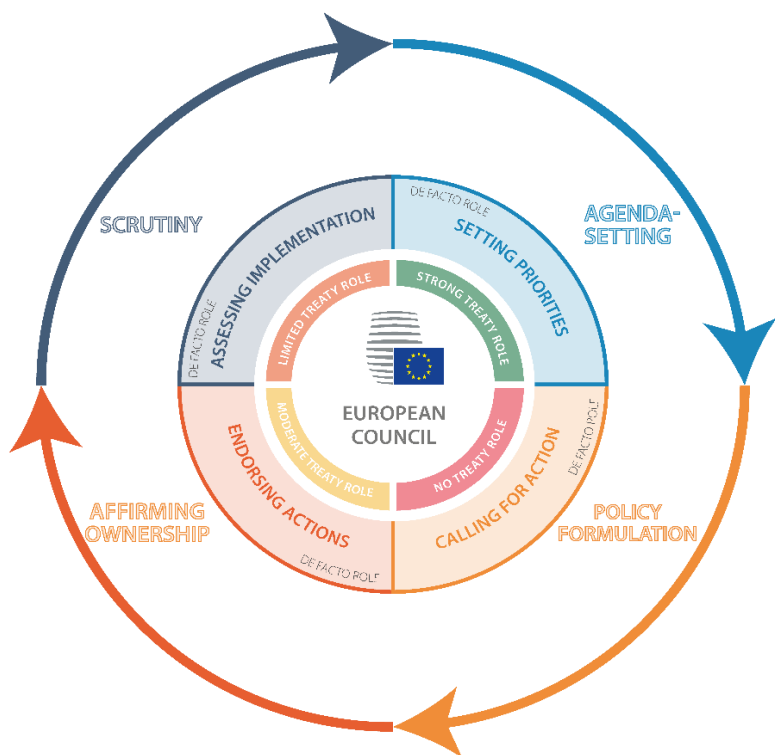 SCRUTINY
AGENDA-
SETTING
AFFIRMING
OWNERSHIP
POLICY
FORMULATION
DE FACTO ROLE
ASSESSING IMPLEMENTATION
DE FACTO ROLE
SETTING PRIORITIES
DE FACTO ROLE
ENDORSING ACTIONS
DE FACTO POLE
CALLING FOR ACTION
LIMITED TREATY ROLE
STRONG TREATY ROLE
MODERATE TREATY ROLE
NO TREATY ROLE
EUROPEAN
COUNCIL